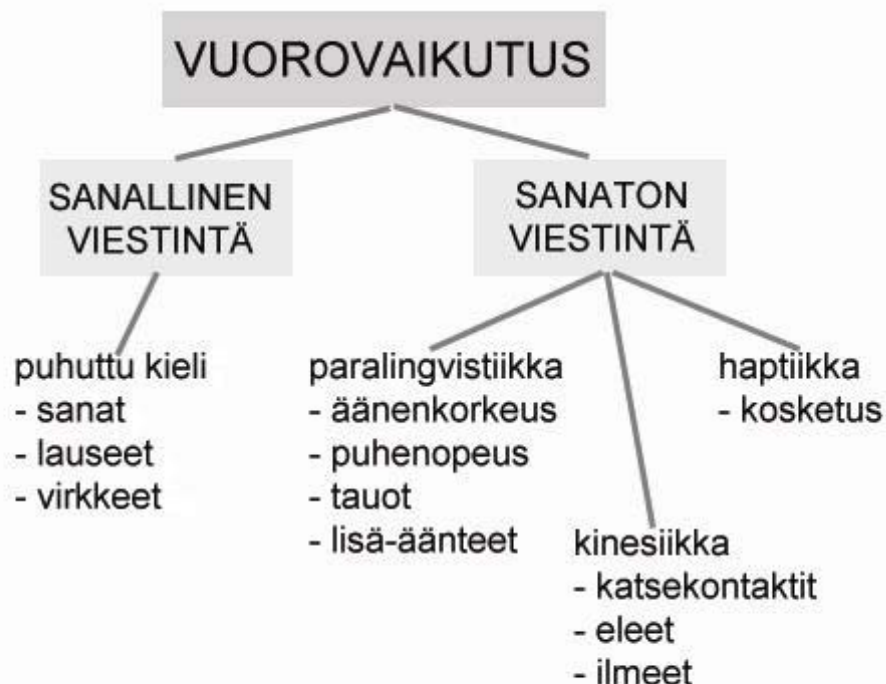 VUOROVAIKUTUS
SANALLINEN
VIESTINTÄ
SANATON
VIESTINTÄ
puhuttu kieli
- sanat
- lauseet
- virkkeet
paralingvistiikka
- äänenkorkeus
- puhenopeus
- tauot
- lisä-äänteet
kinesiikka
- katsekontaktit
- eleet
- ilmeet
haptiikka
- kosketus